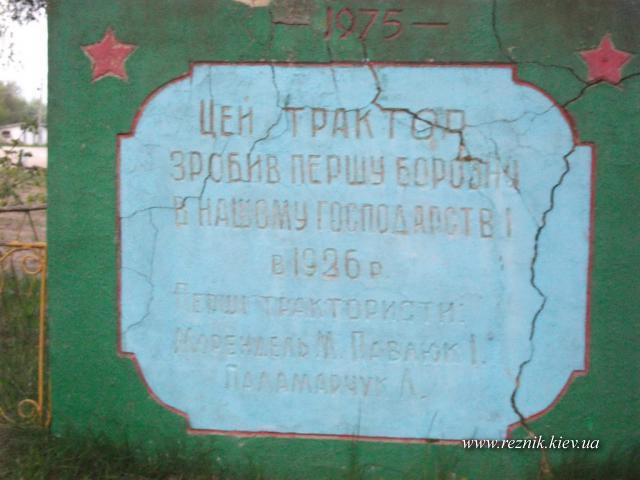 — 1975 —
ЦЕЙ ТРАКТОР
ЗРОБИВ ПЕРШУ БОРОЗНУ
В НАШОМУ ГОСПОДАРСТВІ
В 1926 р.
ПЕРШІ ТРАКТОРИСТИ:
М. ПАВЛЮК І.
ПАЛАМАРЧУК Л.
www.reznik.kiev.ua